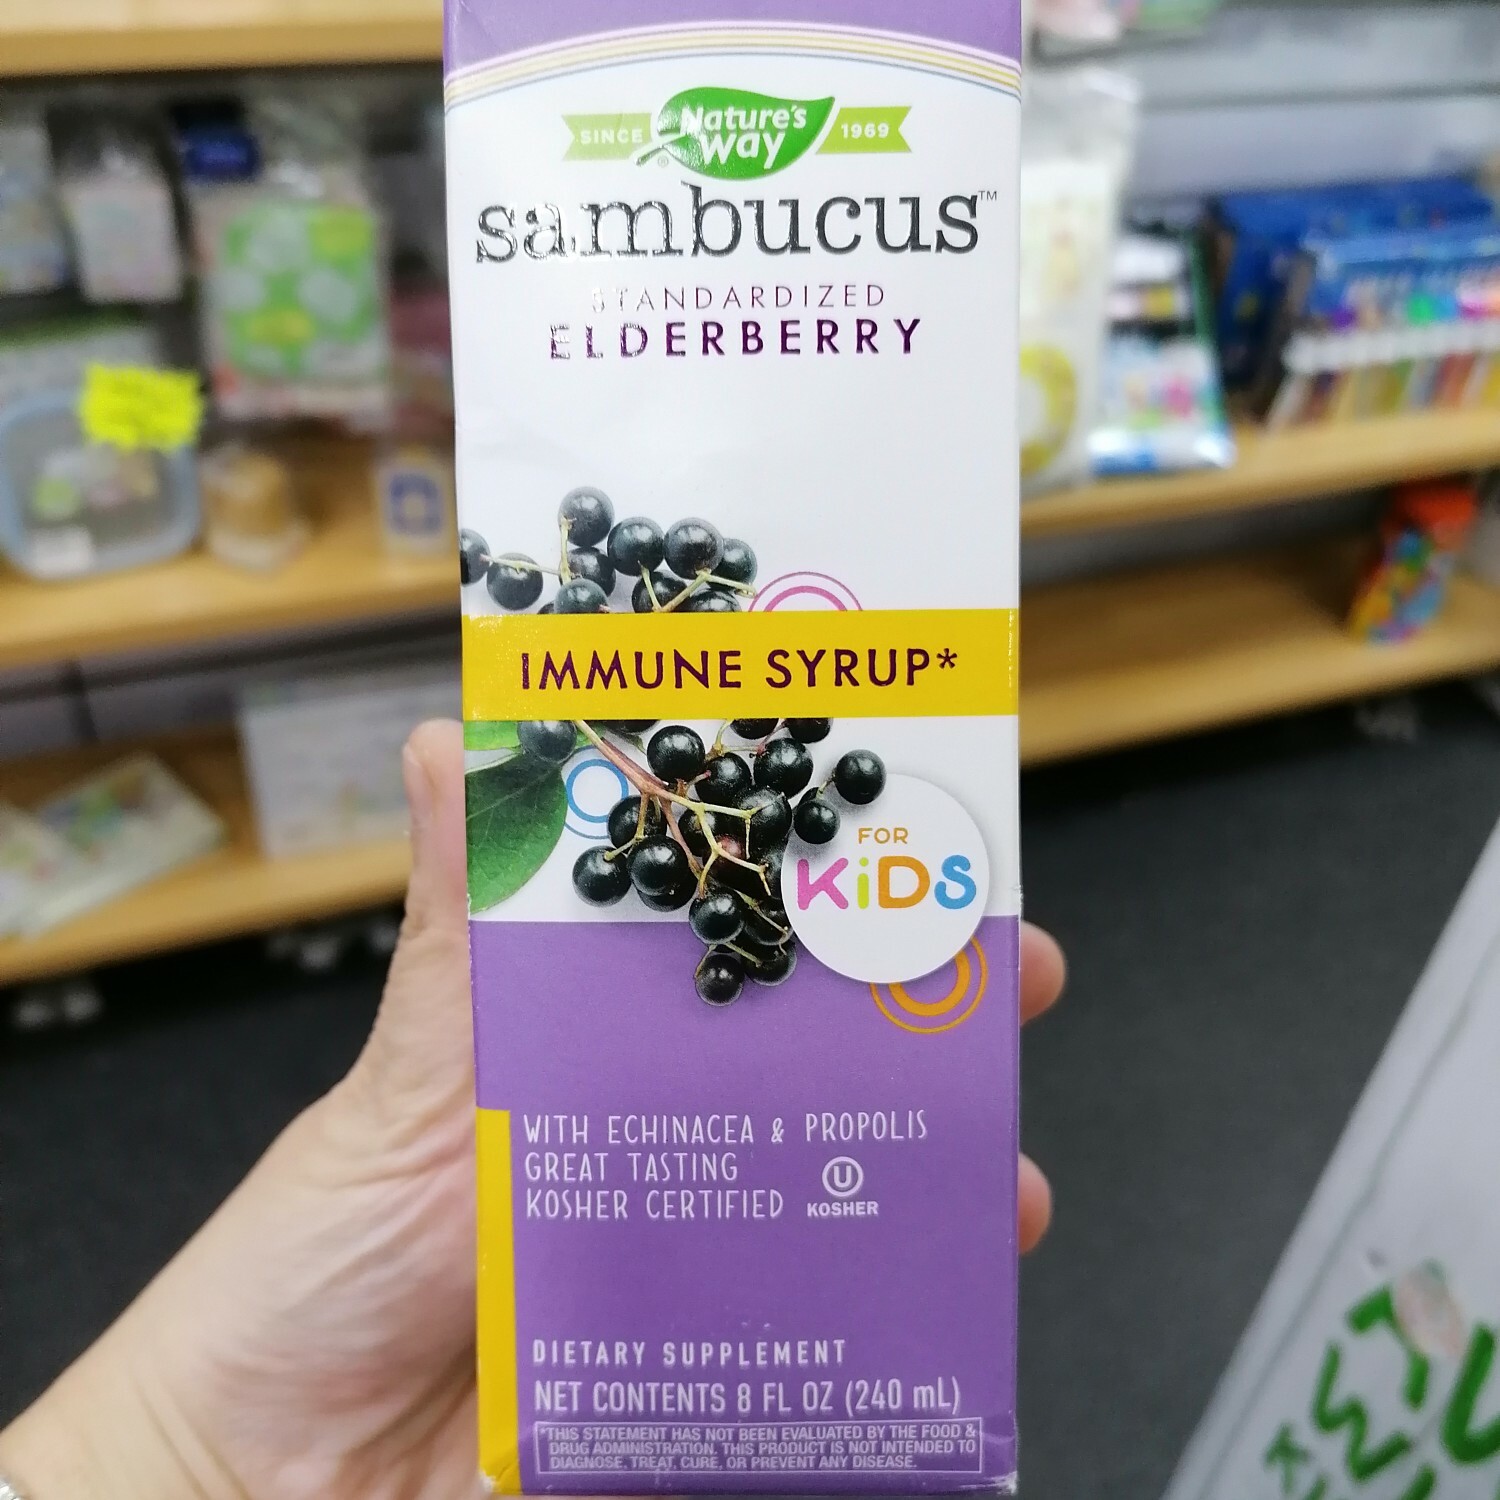 SINCE Nature's Way 1969
®
sambucus™
STANDARDIZED
ELDERBERRY
IMMUNE SYRUP*
FOR
KiDS
WITH ECHINACEA & PROPOLIS
GREAT TASTING
KOSHER CERTIFIED
U
KOSHER
DIETARY SUPPLEMENT
NET CONTENTS 8 FL OZ (240 mL)
*THIS STATEMENT HAS NOT BEEN EVALUATED BY THE FOOD &
DRUG ADMINISTRATION. THIS PRODUCT IS NOT INTENDED TO
DIAGNOSE, TREAT, CURE, OR PREVENT ANY DISEASE.